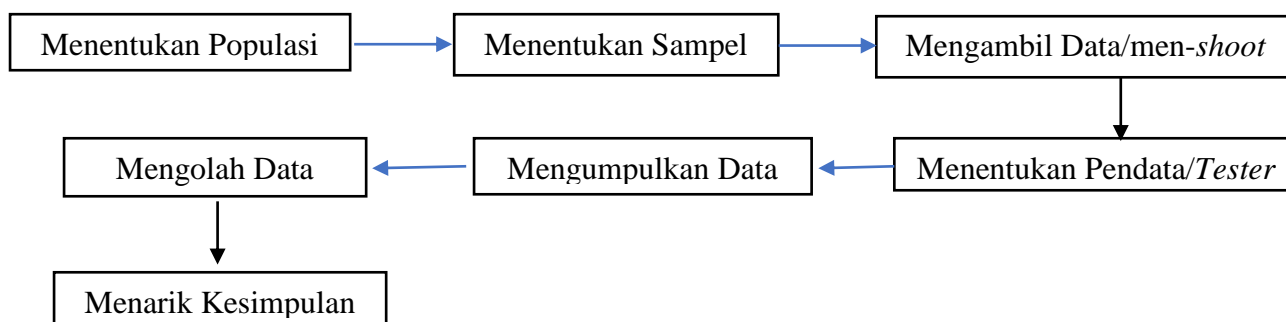 Menentukan Populasi
Menentukan Sampel
Mengambil Data/men-shoot
Menentukan Pendata/Tester
Mengumpulkan Data
Mengolah Data
Menarik Kesimpulan